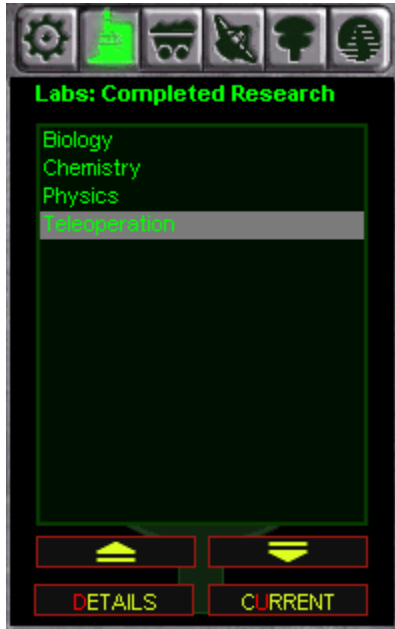 Labs: Completed Research
Biology
Chemistry
Physics
Teleoperation
DETAILS
CURRENT